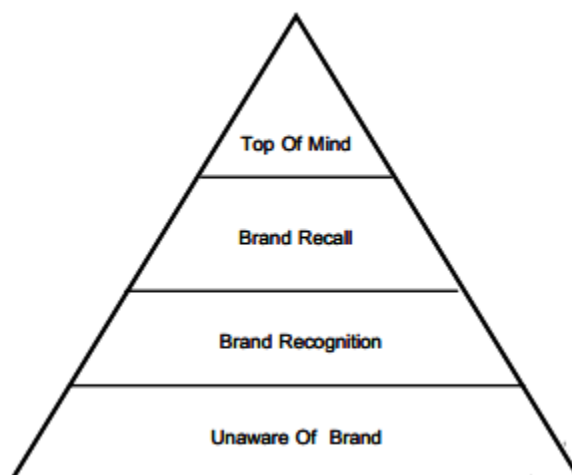 Top Of Mind
Brand Recall
Brand Recognition
Unaware Of Brand